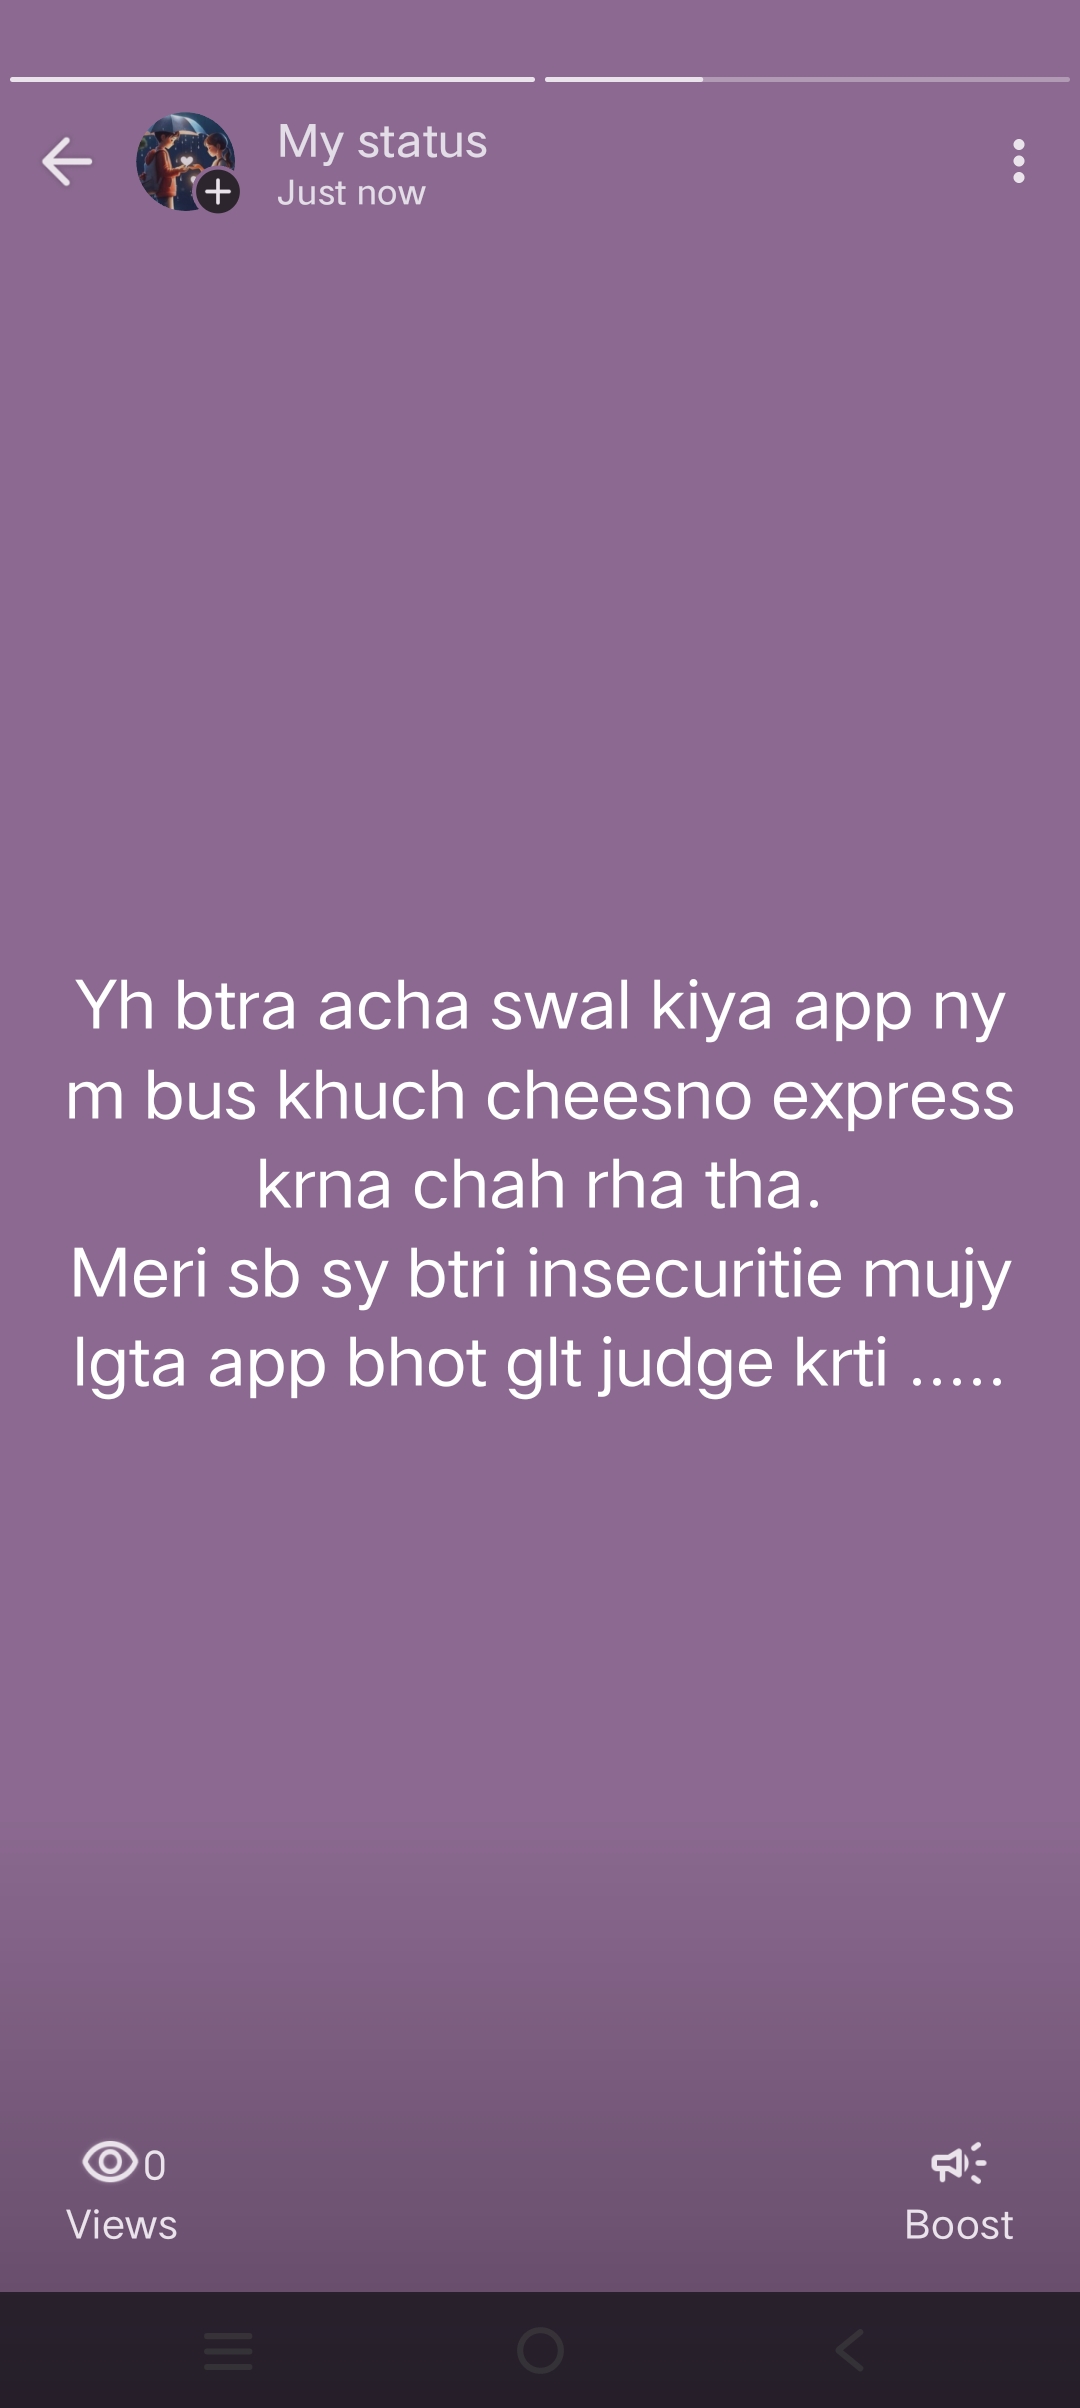 My status
Just now
Yh btra acha swal kiya app ny
m bus khuch cheesno express
krna chah rha tha.
Meri sb sy btri insecuritie mujy
lgta app bhot glt judge krti .....
0
Views
Boost